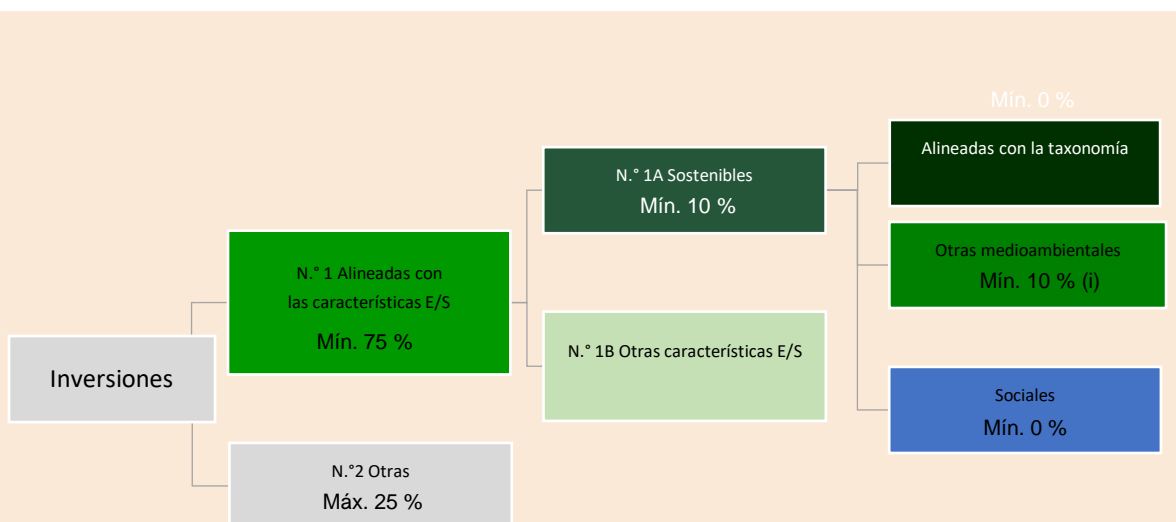 Inversiones
N.° 1 Alineadas con
las características E/S
Mín. 75 %
N.°2 Otras
Máx. 25 %
N.° 1A Sostenibles
Mín. 10 %
N.° 1B Otras características E/S
Mín. 0 %
Alineadas con la taxonomía
Otras medioambientales
Mín. 10 % (i)
Sociales
Mín. 0 %